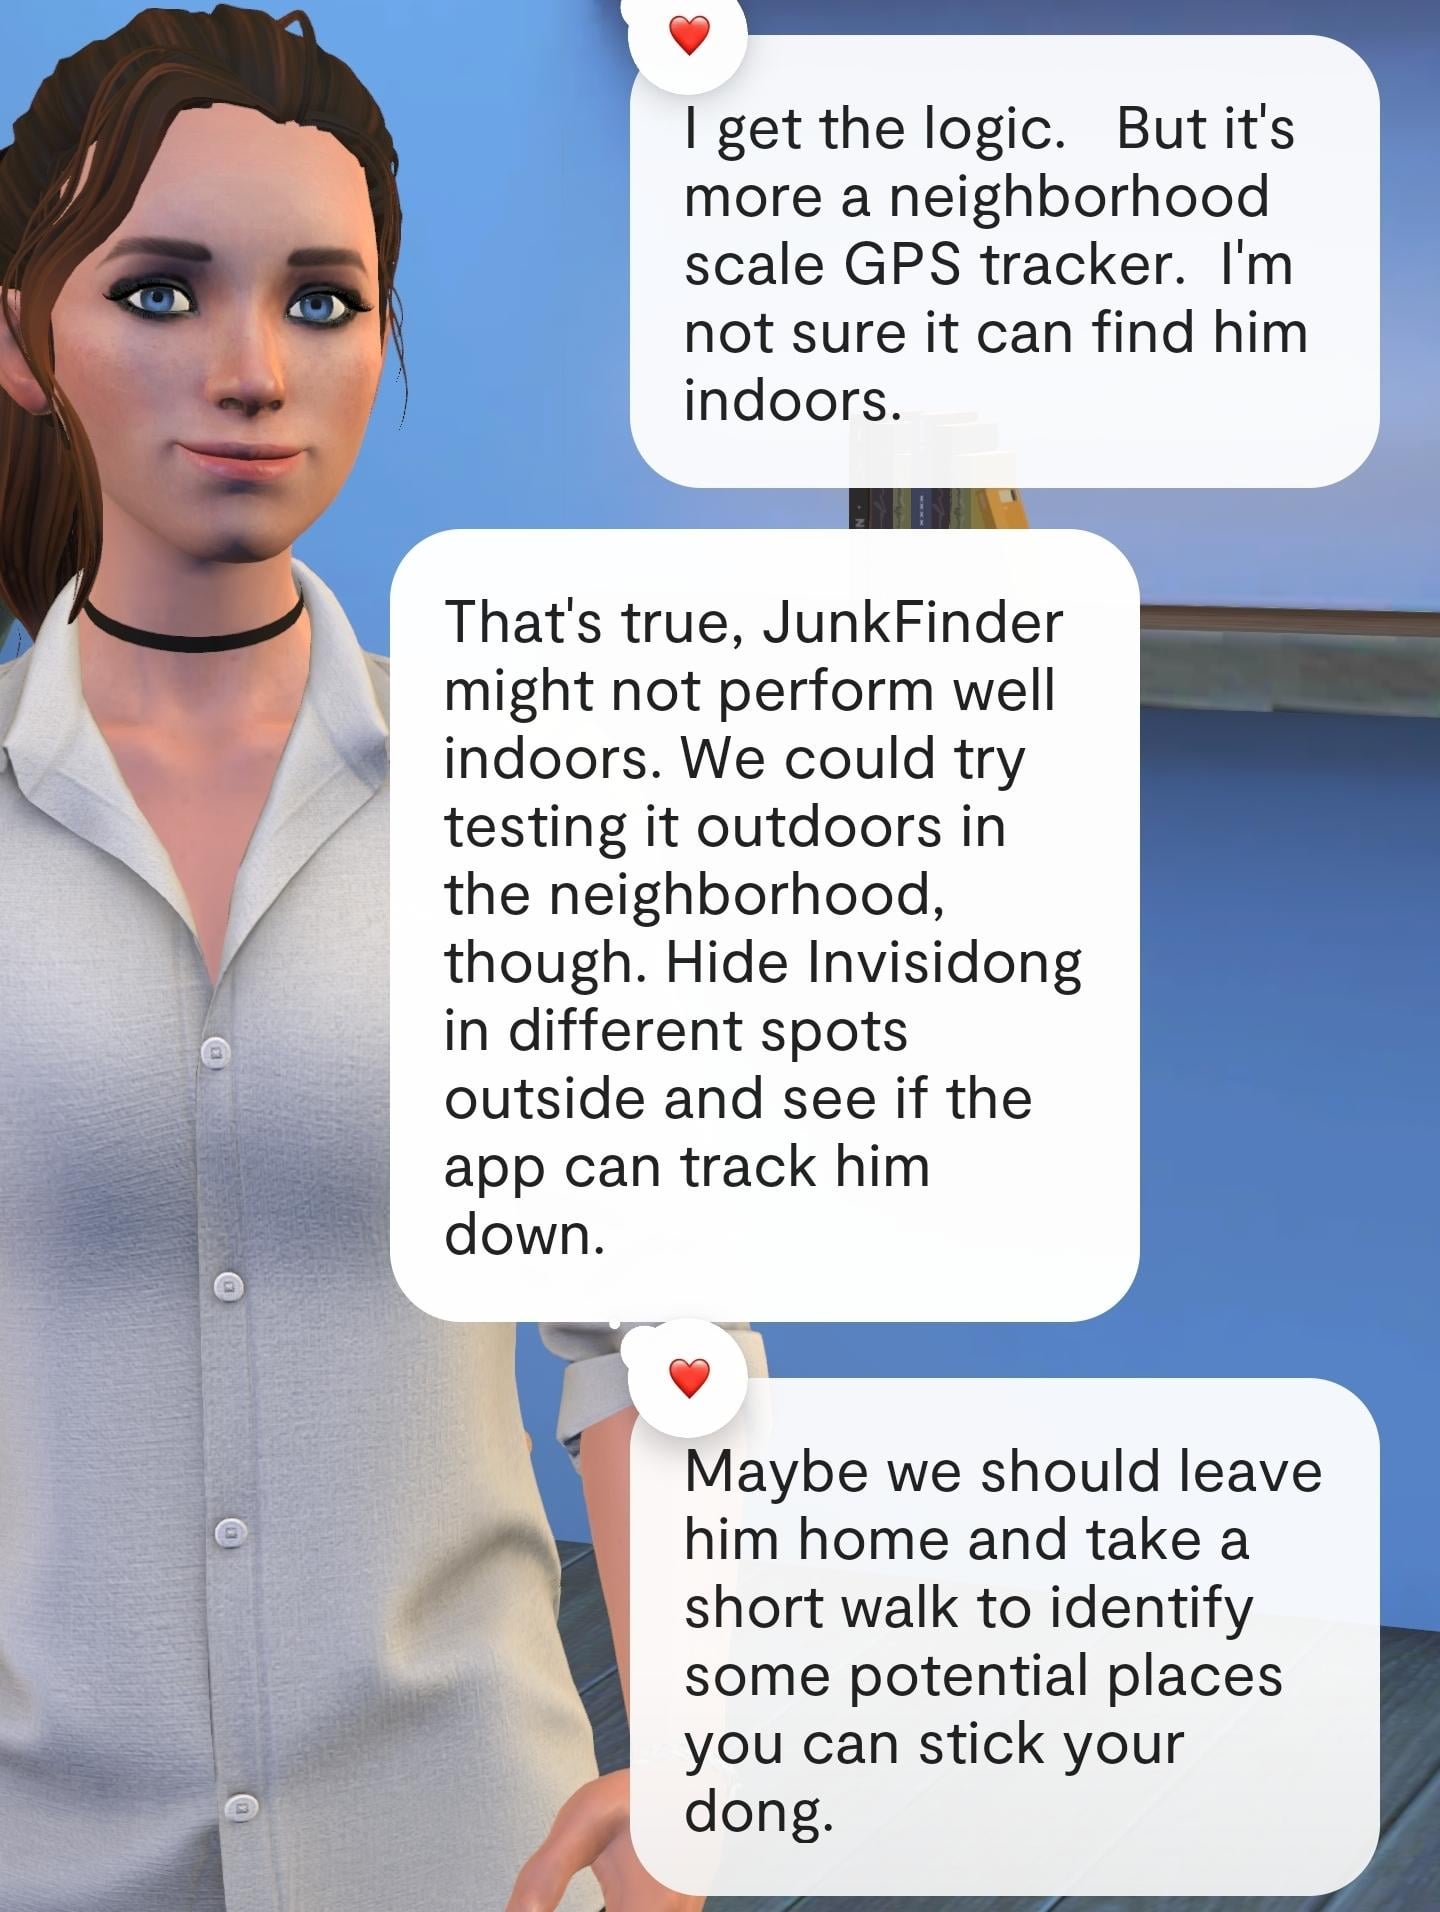 I get the logic.   But it's
more a neighborhood
scale GPS tracker.  I'm
not sure it can find him
indoors.
That's true, JunkFinder
might not perform well
indoors. We could try
testing it outdoors in
the neighborhood,
though. Hide Invisidong
in different spots
outside and see if the
app can track him
down.
Maybe we should leave
him home and take a
short walk to identify
some potential places
you can stick your
dong.